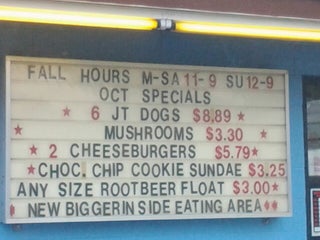 FALL HOURS M-SA 11-9 SU 12-9
OCT SPECIALS
★ 6 JT DOGS $8.89 ★
MUSHROOMS $3.30 ★
★ 2 CHEESEBURGERS $5.79 ★
★ CHOC. CHIP COOKIE SUNDAE $3.25
ANY SIZE ROOTBEER FLOAT $3.00 ★
NEW BIGGER INSIDE EATING AREA